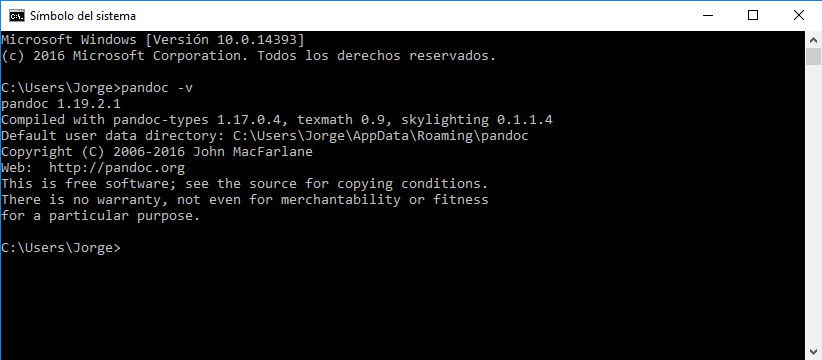 Símbolo del sistema
Microsoft Windows [Versión 10.0.14393]
(c) 2016 Microsoft Corporation. Todos los derechos reservados.
C:\Users\Jorge>pandoc -v
pandoc 1.19.2.1
Compiled with pandoc-types 1.17.0.4, texmath 0.9, skylighting 0.1.1.4
Default user data directory: C:\Users\Jorge\AppData\Roaming\pandoc
Copyright (C) 2006-2016 John MacFarlane
Web:  http://pandoc.org
This is free software; see the source for copying conditions.
There is no warranty, not even for merchantability or fitness
for a particular purpose.
C:\Users\Jorge>